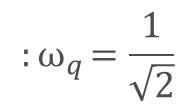 : ω_q = 1/√2